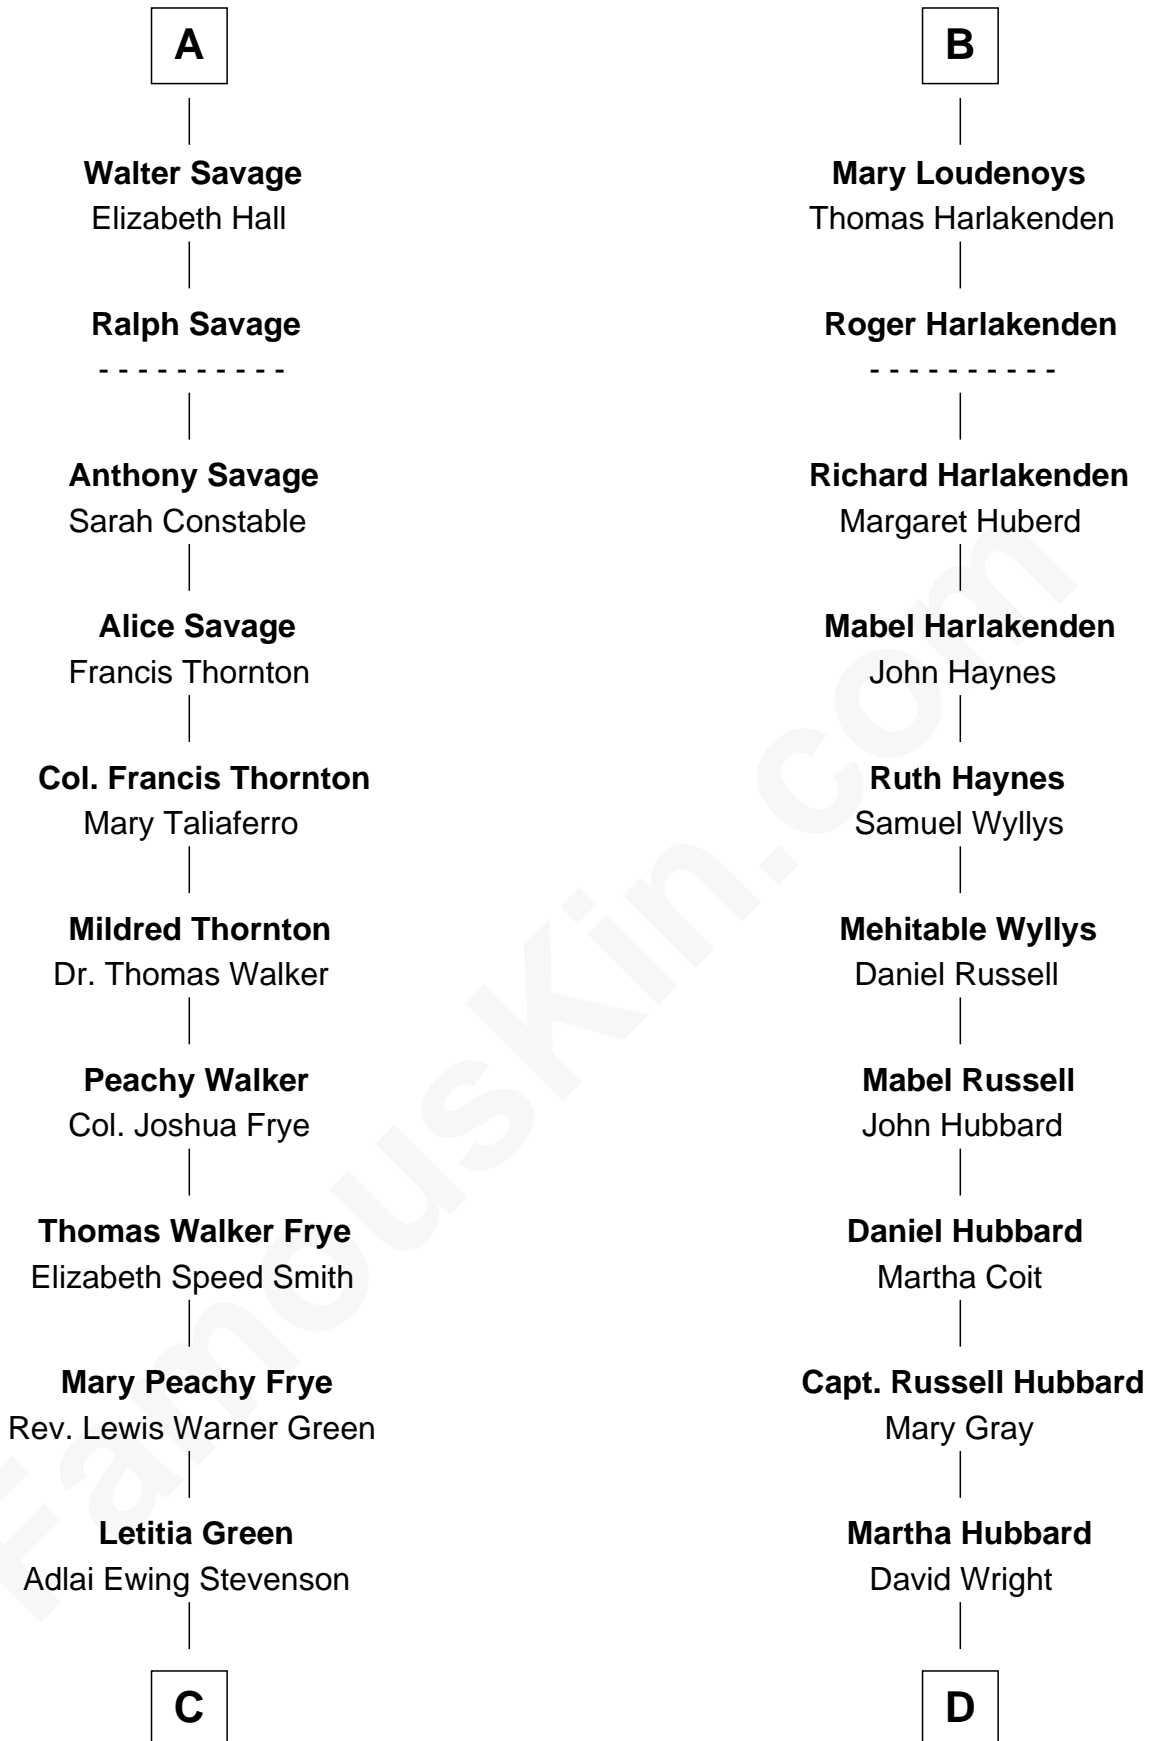 A
Walter Savage
Elizabeth Hall
Ralph Savage
- - - - - - - - - -
Anthony Savage
Sarah Constable
Alice Savage
Francis Thornton
Col. Francis Thornton
Mary Taliaferro
Mildred Thornton
Dr. Thomas Walker
Peachy Walker
Col. Joshua Frye
Thomas Walker Frye
Elizabeth Speed Smith
Mary Peachy Frye
Rev. Lewis Warner Green
Letitia Green
Adlai Ewing Stevenson
C
B
Mary Loudenoys
Thomas Harlakenden
Roger Harlakenden
- - - - - - - - - -
Richard Harlakenden
Margaret Huberd
Mabel Harlakenden
John Haynes
Ruth Haynes
Samuel Wyllys
Mehitable Wyllys
Daniel Russell
Mabel Russell
John Hubbard
Daniel Hubbard
Martha Coit
Capt. Russell Hubbard
Mary Gray
Martha Hubbard
David Wright
D
FamousKin.com